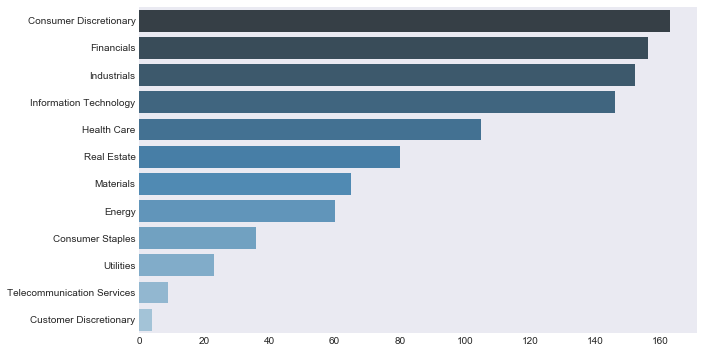 Consumer Discretionary
Financials
Industrials
Information Technology
Health Care
Real Estate
Materials
Energy
Consumer Staples
Utilities
Telecommunication Services
Customer Discretionary
0 20 40 60 80 100 120 140 160